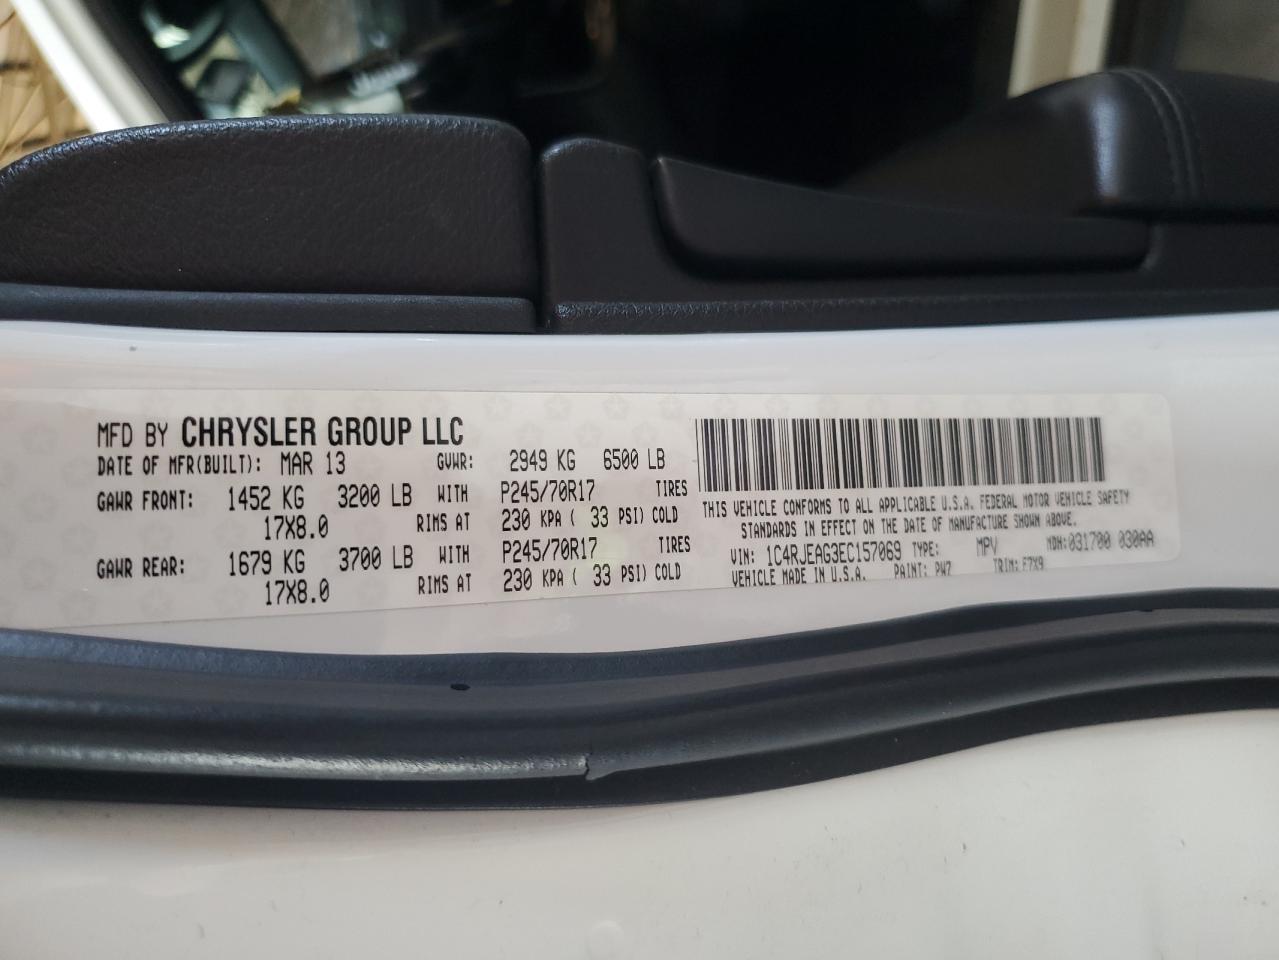 MFD BY CHRYSLER GROUP LLC
DATE OF MFR(BUILT): MAR 13 GVWR: 2949 KG 6500 LB
GAWR FRONT: 1452 KG 3200 LB WITH P245/70R17 TIRES
17X8.0 RIMS AT 230 KPA ( 33 PSI) COLD
GAWR REAR: 1679 KG 3700 LB WITH P245/70R17 TIRES
17X8.0 RIMS AT 230 KPA ( 33 PSI) COLD
THIS VEHICLE CONFORMS TO ALL APPLICABLE U.S.A. FEDERAL MOTOR VEHICLE SAFETY
STANDARDS IN EFFECT ON THE DATE OF MANUFACTURE SHOWN ABOVE.
VIN: 1C4RJEAG3EC157069 TYPE: MPV MDH:031700 030AA
VEHICLE MADE IN U.S.A. PAINT: PW7 TRIM: F7X9